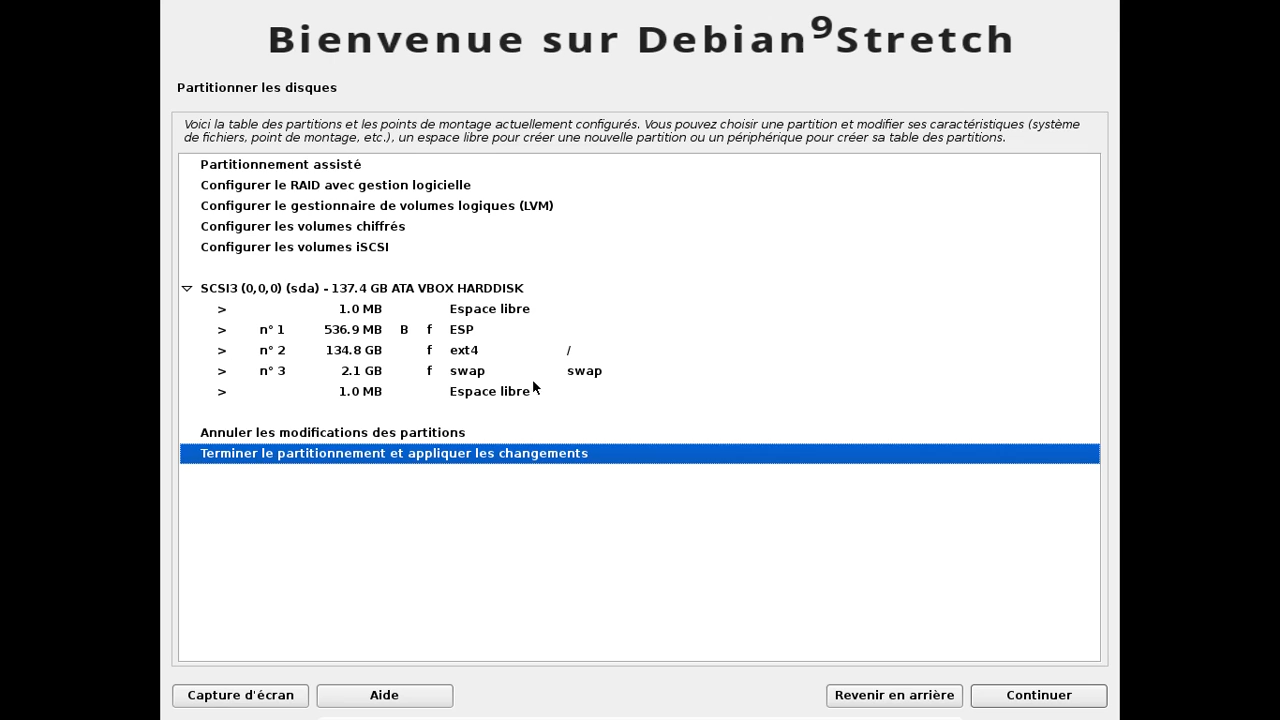 Bienvenue sur Debian9Stretch
Partitionner les disques
Voici la table des partitions et les points de montage actuellement configurés. Vous pouvez choisir une partition et modifier ses caractéristiques (système
de fichiers, point de montage, etc.), un espace libre pour créer une nouvelle partition ou un périphérique pour créer sa table des partitions.
Partitionnement assisté
Configurer le RAID avec gestion logicielle
Configurer le gestionnaire de volumes logiques (LVM)
Configurer les volumes chiffrés
Configurer les volumes iSCSI
SCSI3 (0,0,0) (sda) - 137.4 GB ATA VBOX HARDDISK
> 1.0 MB Espace libre
> n° 1 536.9 MB B f ESP
> n° 2 134.8 GB f ext4 /
> n° 3 2.1 GB f swap swap
> 1.0 MB Espace libre
Annuler les modifications des partitions
Terminer le partitionnement et appliquer les changements
Capture d'écran Aide Revenir en arrière Continuer